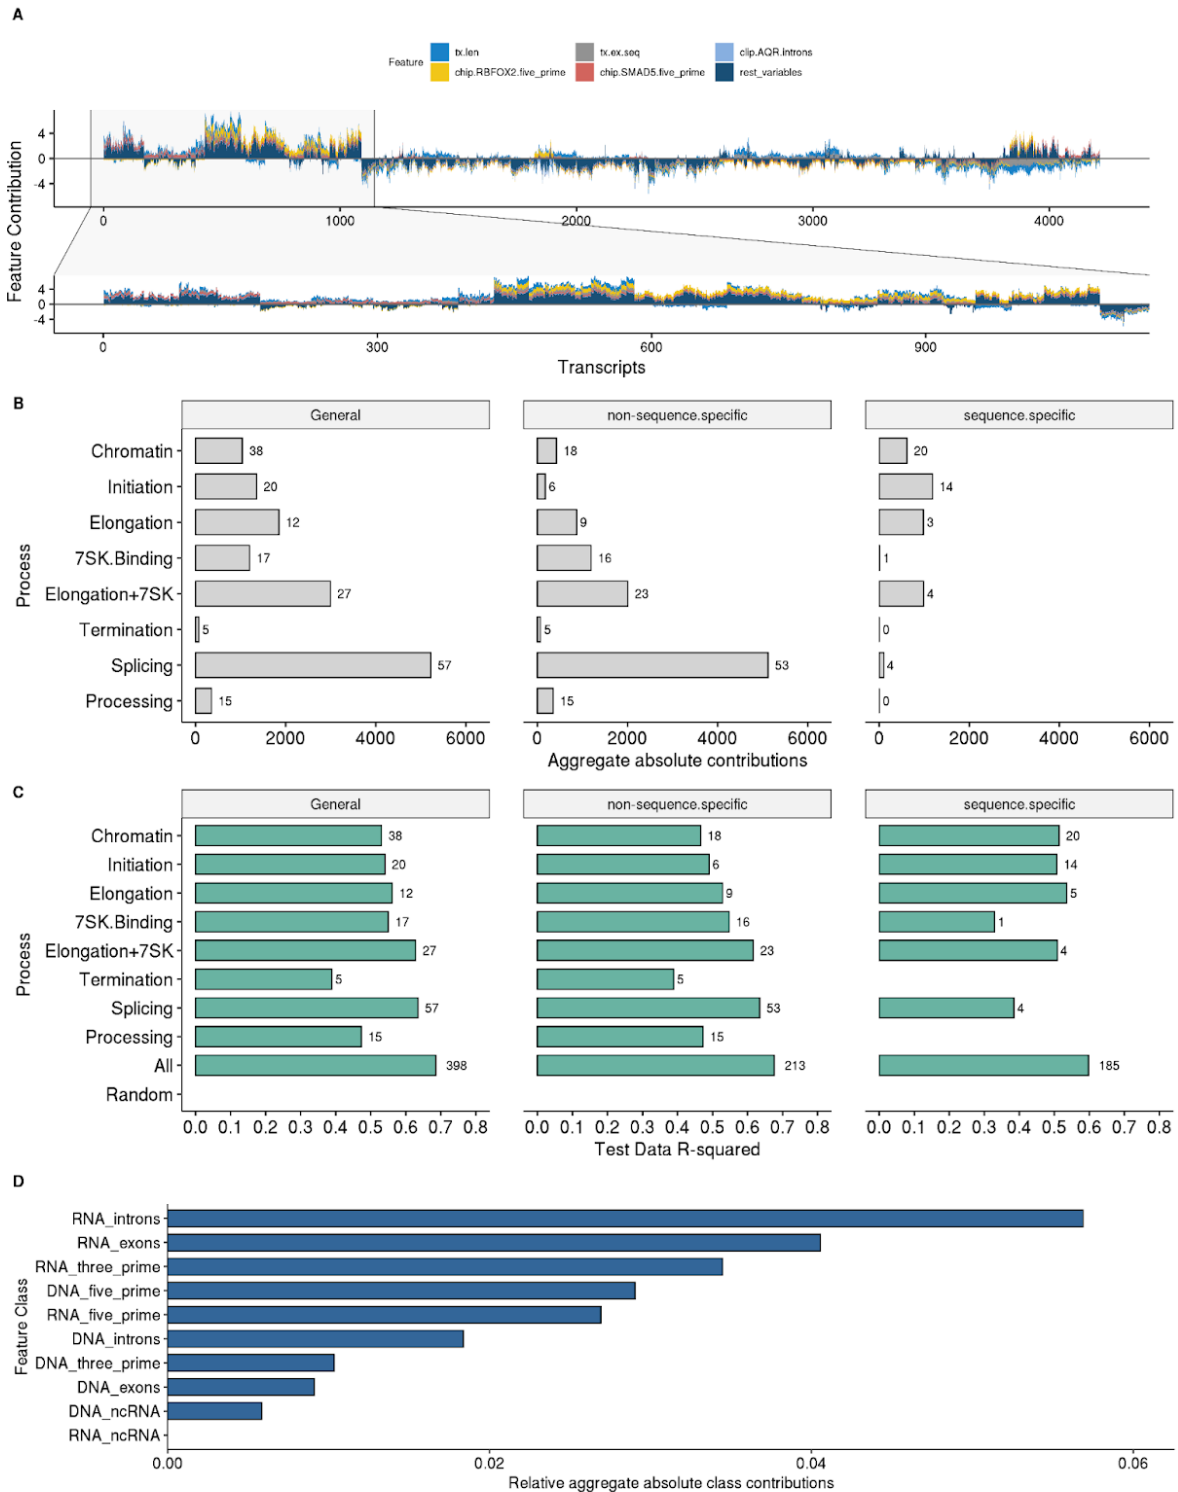 A
Feature
tx.len
tx.ex.seq
clip.AQR.introns
chip.RBFOX2.five_prime
chip.SMAD5.five_prime
rest_variables
Feature Contribution
4
0
-4
0 1000 2000 3000 4000
4
0
-4
0 300 600 900
Transcripts
B
General non-sequence.specific sequence.specific
Process
Chromatin 38 18 20
Initiation 20 6 14
Elongation 12 9 3
7SK.Binding 17 16 1
Elongation+7SK 27 23 4
Termination 5 5 0
Splicing 57 53 4
Processing 15 15 0
0 2000 4000 6000 0 2000 4000 6000 0 2000 4000 6000
Aggregate absolute contributions
C
General non-sequence.specific sequence.specific
Process
Chromatin 38 18 20
Initiation 20 6 14
Elongation 12 9 5
7SK.Binding 17 16 1
Elongation+7SK 27 23 4
Termination 5 5
Splicing 57 53 4
Processing 15 15
All 398 213 185
Random
0.0 0.1 0.2 0.3 0.4 0.5 0.6 0.7 0.8 0.0 0.1 0.2 0.3 0.4 0.5 0.6 0.7 0.8 0.0 0.1 0.2 0.3 0.4 0.5 0.6 0.7 0.8
Test Data R-squared
D
Feature Class
RNA_introns
RNA_exons
RNA_three_prime
DNA_five_prime
RNA_five_prime
DNA_introns
DNA_three_prime
DNA_exons
DNA_ncRNA
RNA_ncRNA
0.00 0.02 0.04 0.06
Relative aggregate absolute class contributions